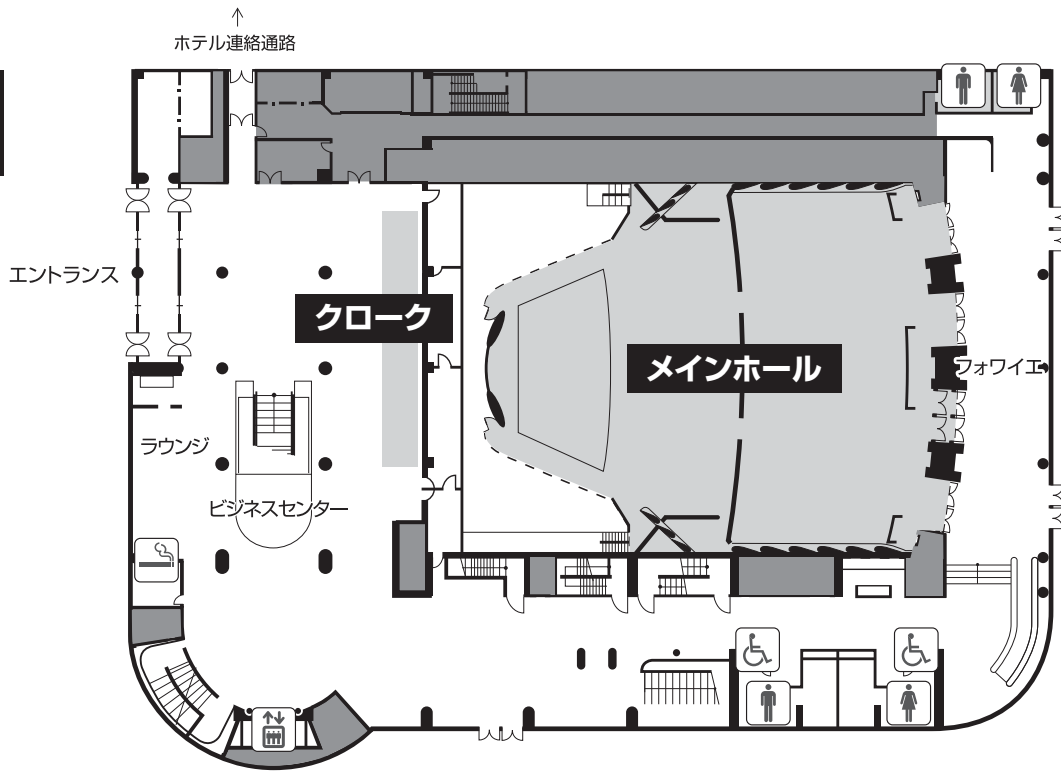 ホテル連絡通路
エントランス
クローク
メインホール
フォワイエ
ラウンジ
ビジネスセンター